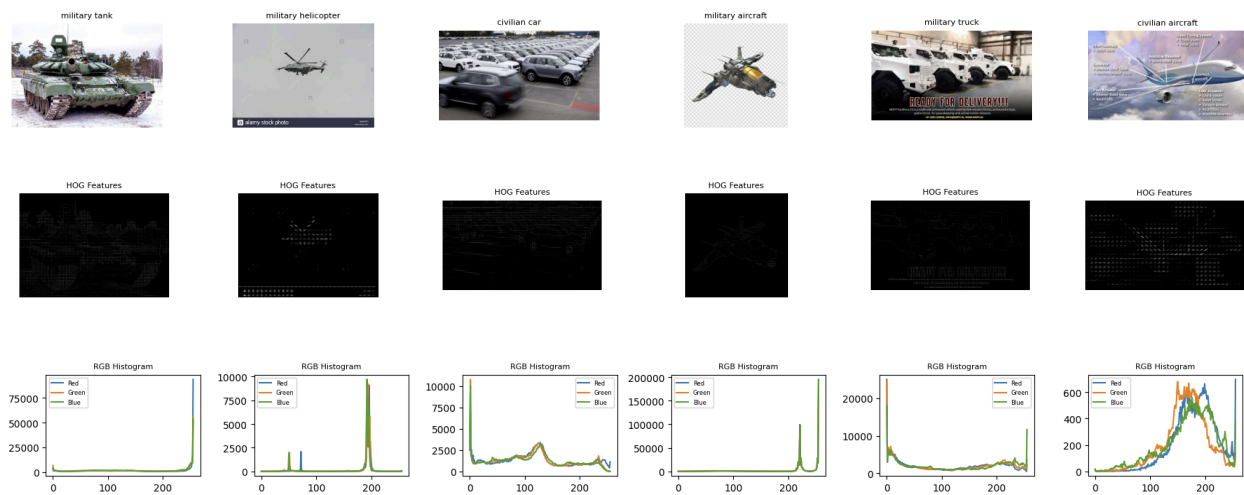 military tank
military helicopter
civilian car
military aircraft
military truck
civilian aircraft
alamy stock photo
READY FOR DELIVERY!!!
HOG Features
HOG Features
HOG Features
HOG Features
HOG Features
HOG Features
RGB Histogram
RGB Histogram
RGB Histogram
RGB Histogram
RGB Histogram
RGB Histogram
Red
Green
Blue
75000
50000
25000
0
0 200
Red
Green
Blue
10000
7500
5000
2500
0
0 200
Red
Green
Blue
10000
7500
5000
2500
0
0 100 200
Red
Green
Blue
200000
150000
100000
50000
0
0 200
Red
Green
Blue
20000
10000
0
0 100 200
Red
Green
Blue
600
400
200
0
0 100 200